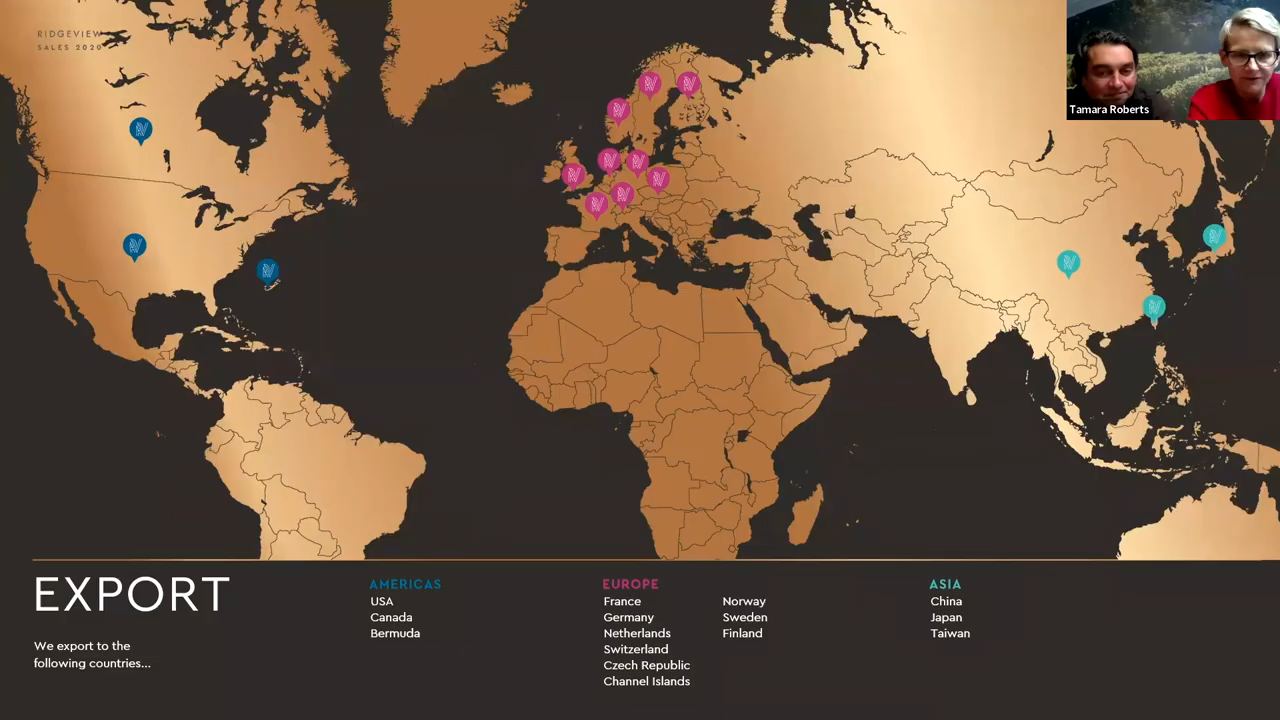 RIDGEVIEW
SALES 2020
Tamara Roberts
EXPORT
We export to the
following countries...
AMERICAS
USA
Canada
Bermuda
EUROPE
France
Germany
Netherlands
Switzerland
Czech Republic
Channel Islands
Norway
Sweden
Finland
ASIA
China
Japan
Taiwan